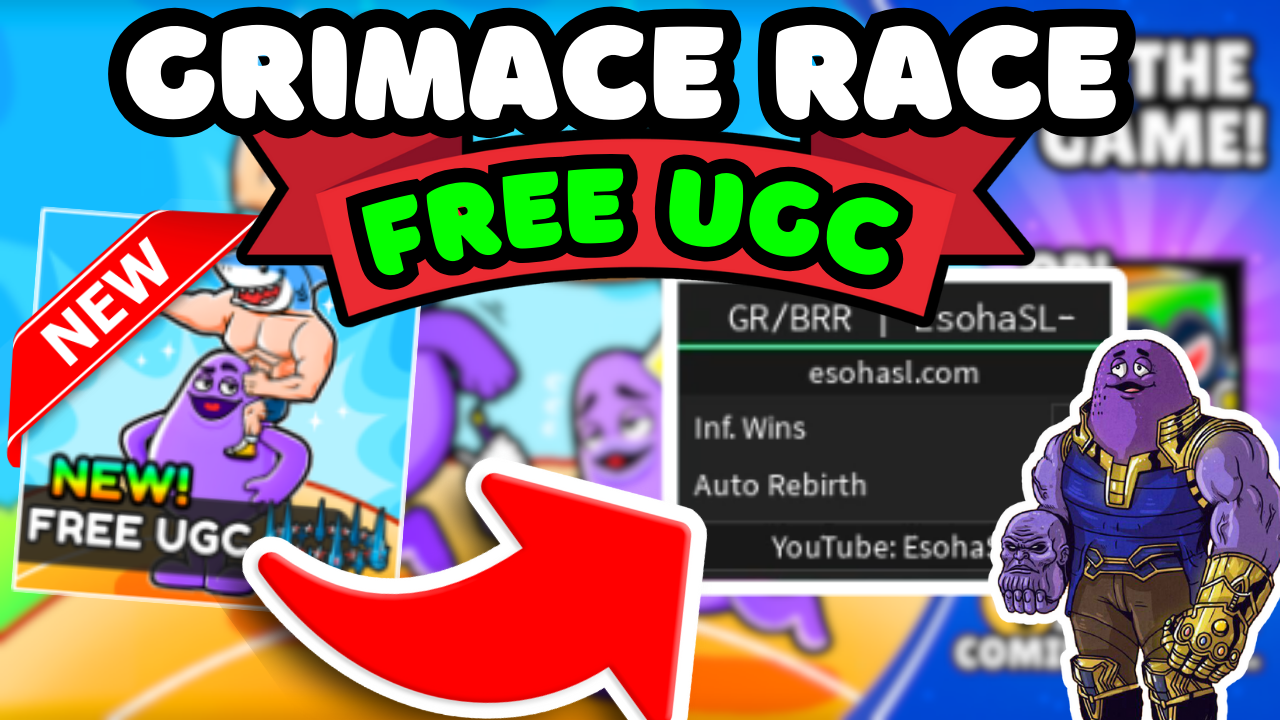 GRIMACE RACE
THE
GAME!
FREE UGC
NEW
NEW!
FREE UGC
GR/BRR | EsohaSL-
esohasl.com
Inf. Wins
Auto Rebirth
YouTube: Esohas